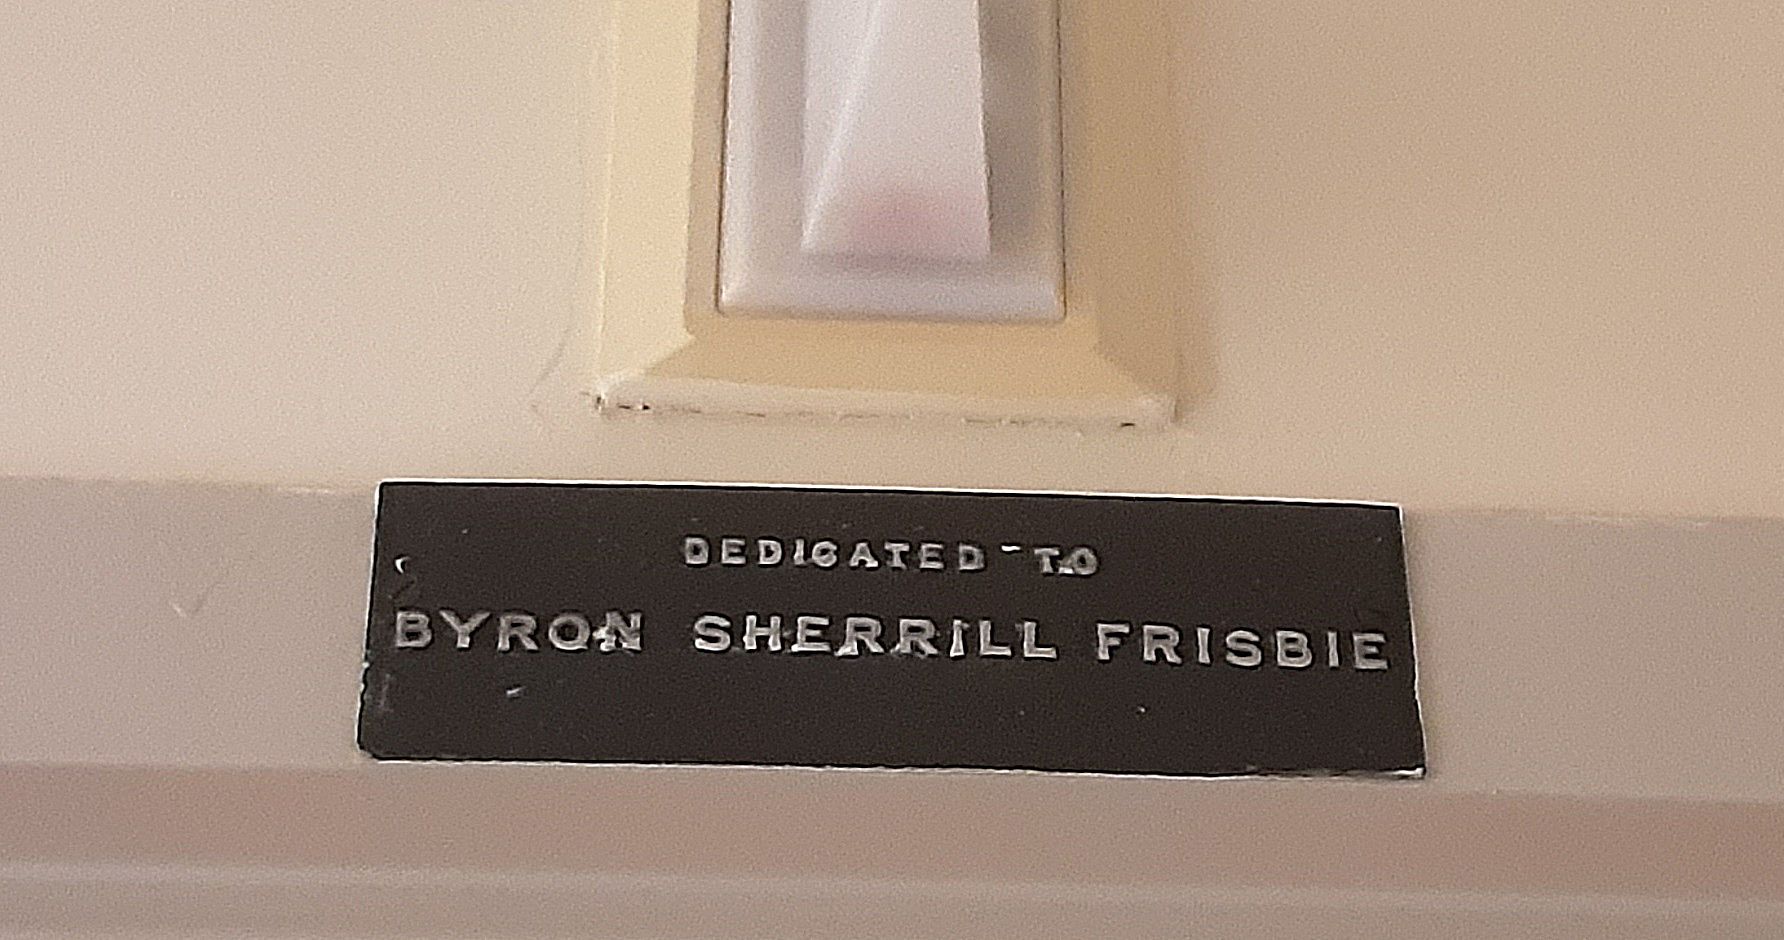 DEDICATED TO
BYRON SHERRILL FRISBIE